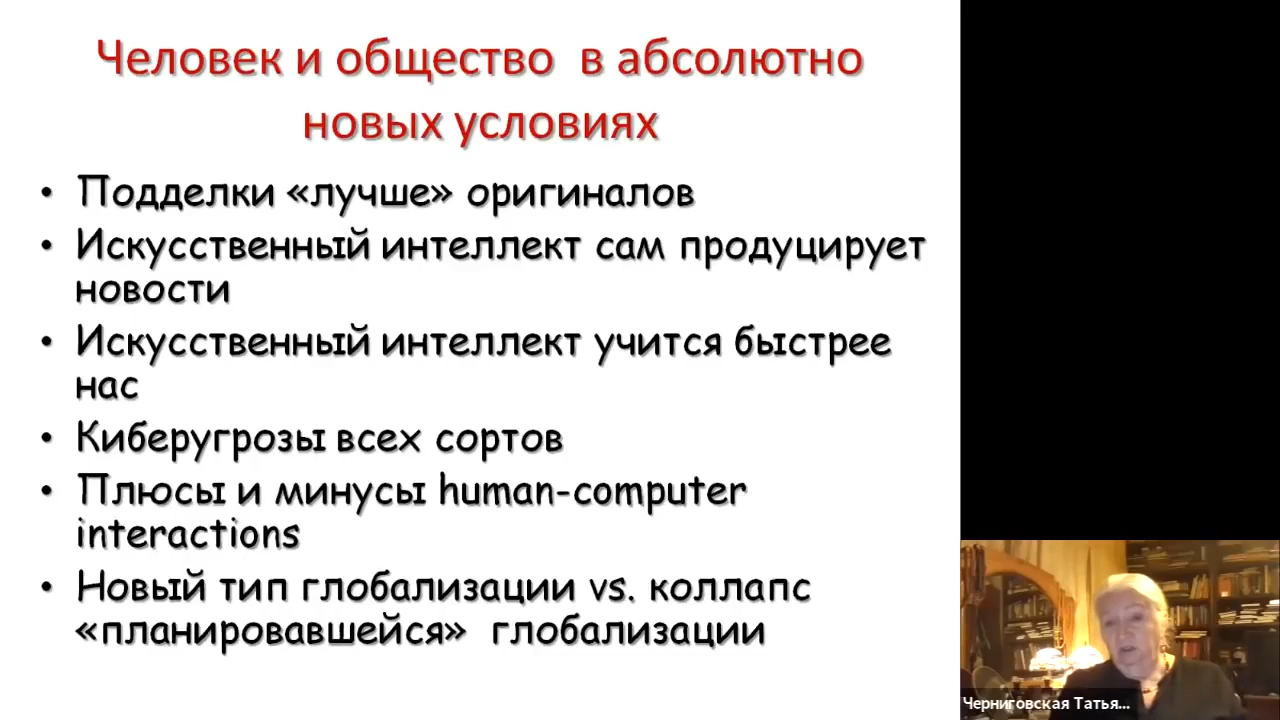 Человек и общество в абсолютно
новых условиях
• Подделки «лучше» оригиналов
• Искусственный интеллект сам продуцирует
новости
• Искусственный интеллект учится быстрее
нас
• Киберугрозы всех сортов
• Плюсы и минусы human-computer
interactions
• Новый тип глобализации vs. коллапс
«планировавшейся» глобализации
Черниговская Татья...